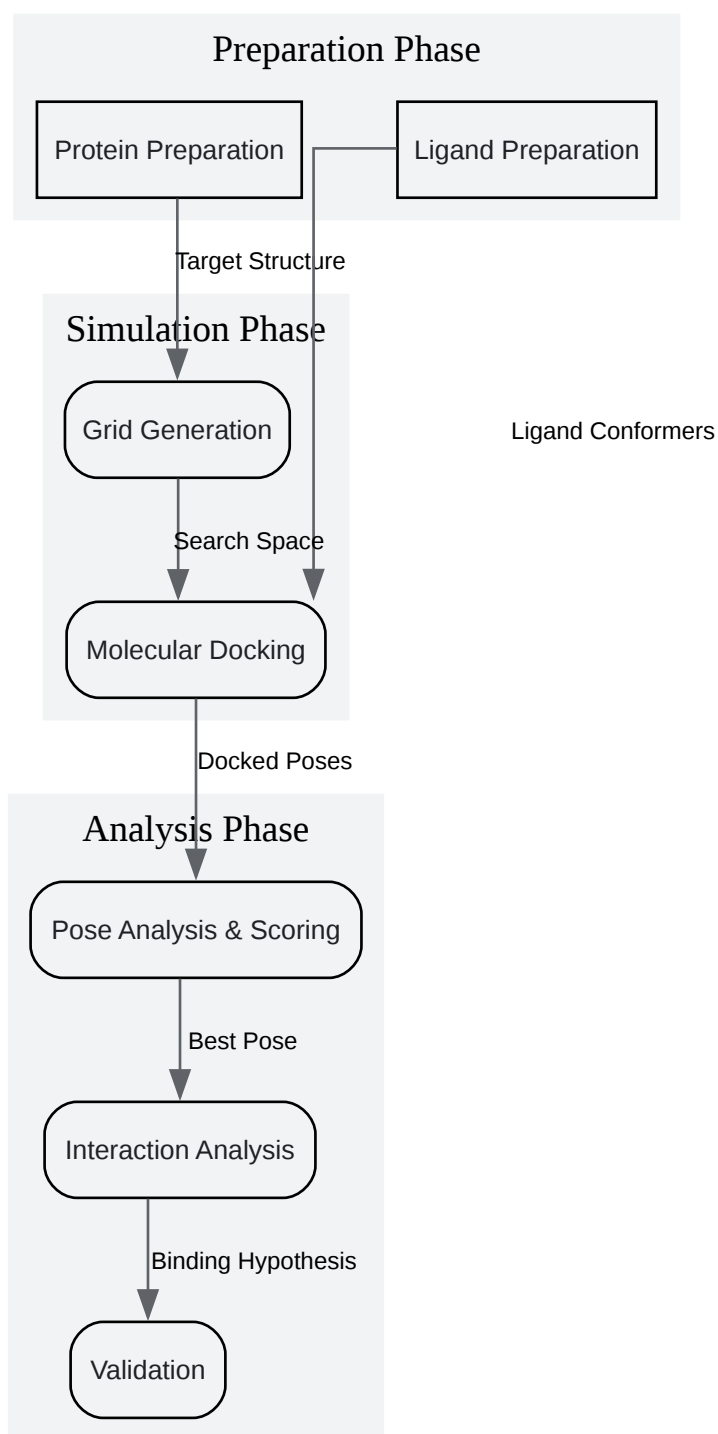 Preparation Phase
Protein Preparation
Ligand Preparation
Target Structure
Simulation Phase
Grid Generation
Ligand Conformers
Search Space
Molecular Docking
Docked Poses
Analysis Phase
Pose Analysis & Scoring
Best Pose
Interaction Analysis
Binding Hypothesis
Validation